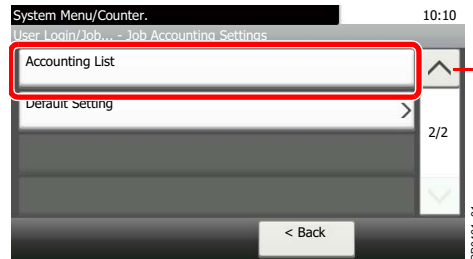 System Menu/Counter.
10:10
User Login/Job... - Job Accounting Settings
Accounting List
Default Setting
2/2
< Back